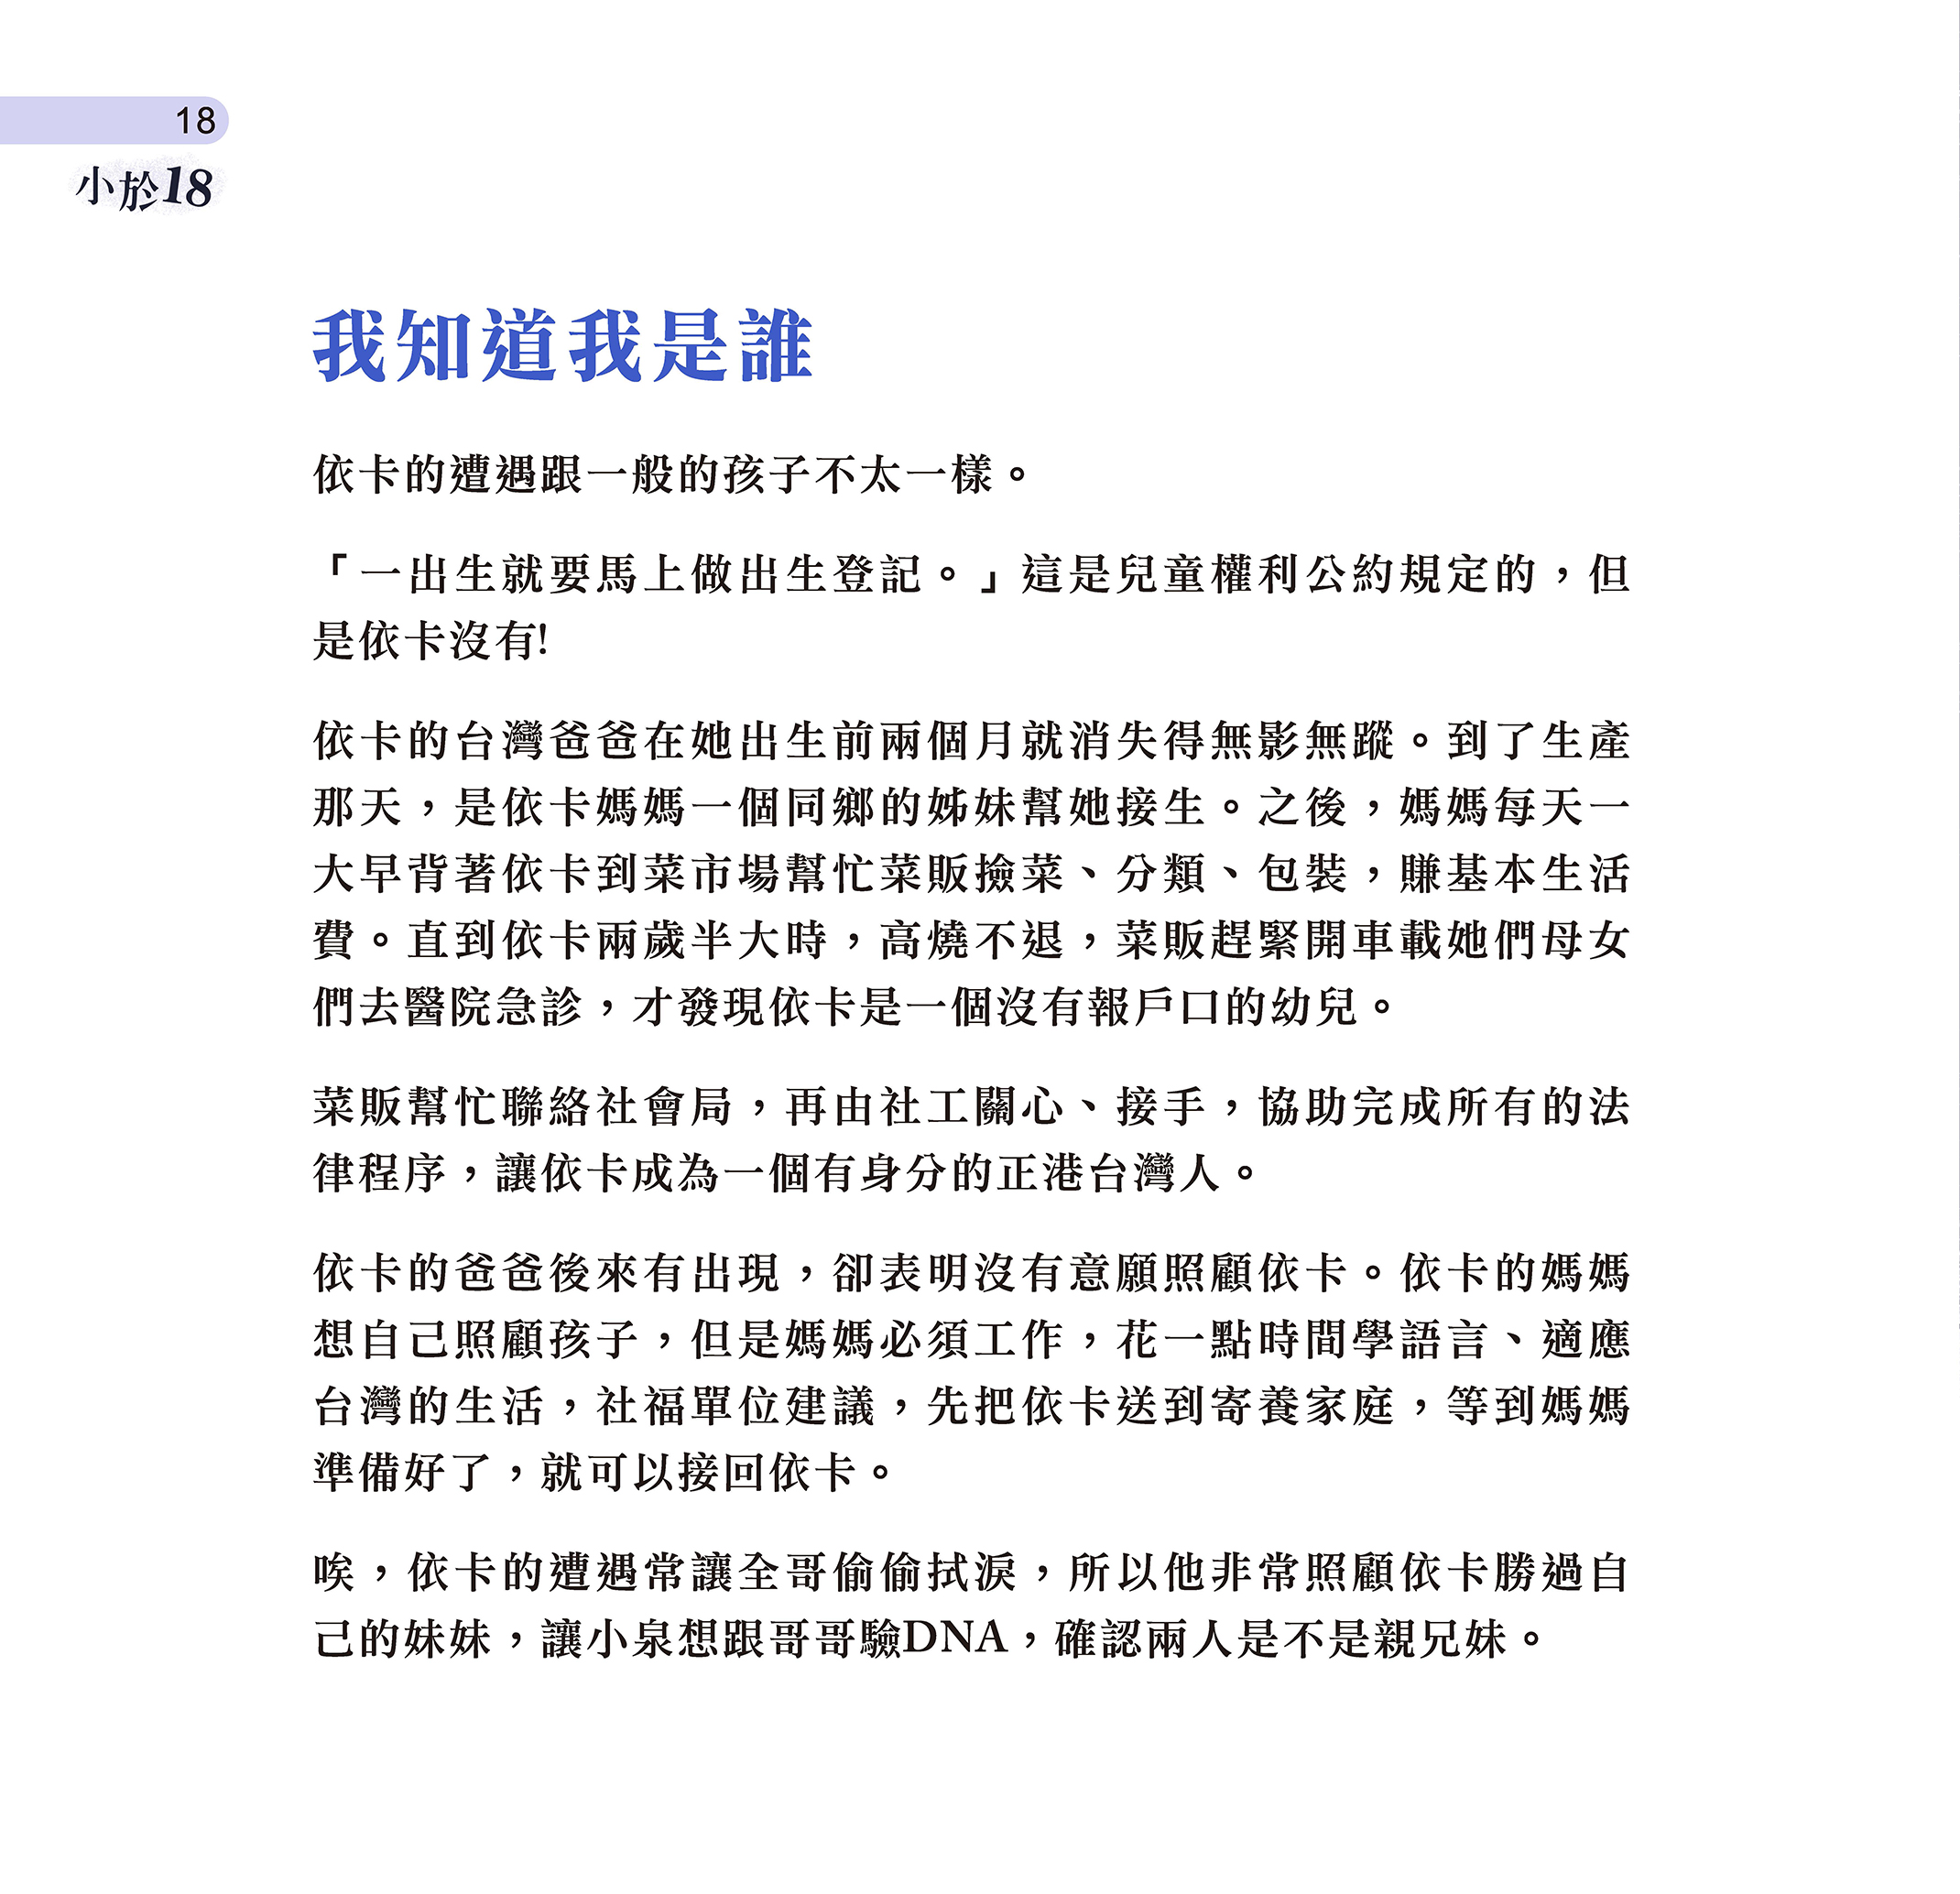 18
小於18
我知道我是誰
依卡的遭遇跟一般的孩子不太一樣。
「一出生就要馬上做出生登記。」這是兒童權利公約規定的，但
是依卡沒有!
依卡的台灣爸爸在她出生前兩個月就消失得無影無蹤。到了生產
那天，是依卡媽媽一個同鄉的姊妹幫她接生。之後，媽媽每天一
大早背著依卡到菜市場幫忙菜販撿菜、分類、包裝，賺基本生活
費。直到依卡兩歲半大時，高燒不退，菜販趕緊開車載她們母女
們去醫院急診，才發現依卡是一個沒有報戶口的幼兒。
菜販幫忙聯絡社會局，再由社工關心、接手，協助完成所有的法
律程序，讓依卡成為一個有身分的正港台灣人。
依卡的爸爸後來有出現，卻表明沒有意願照顧依卡。依卡的媽媽
想自己照顧孩子，但是媽媽必須工作，花一點時間學語言、適應
台灣的生活，社福單位建議，先把依卡送到寄養家庭，等到媽媽
準備好了，就可以接回依卡。
唉，依卡的遭遇常讓全哥偷偷拭淚，所以他非常照顧依卡勝過自
己的妹妹，讓小泉想跟哥哥驗DNA，確認兩人是不是親兄妹。